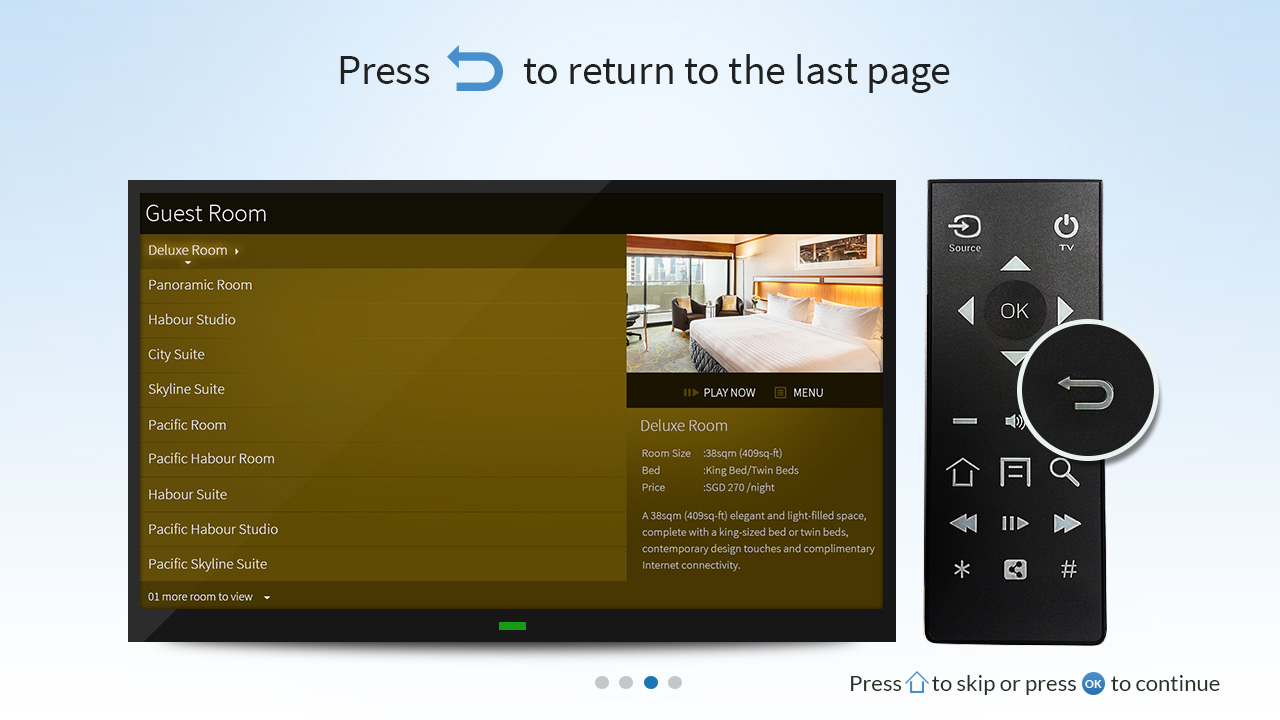 Press to return to the last page
Guest Room
Deluxe Room
Panoramic Room
Habour Studio
City Suite
Skyline Suite
Pacific Room
Pacific Habour Room
Habour Suite
Pacific Habour Studio
Pacific Skyline Suite
01 more room to view
PLAY NOW MENU
Deluxe Room
Room Size :38sqm (409sq-ft)
Bed :King Bed/Twin Beds
Price :SGD 270 /night
A 38sqm (409sq-ft) elegant and light-filled space,
complete with a king-sized bed or twin beds,
contemporary design touches and complimentary
Internet connectivity.
Source
TV
OK
* #
Press to skip or press OK to continue